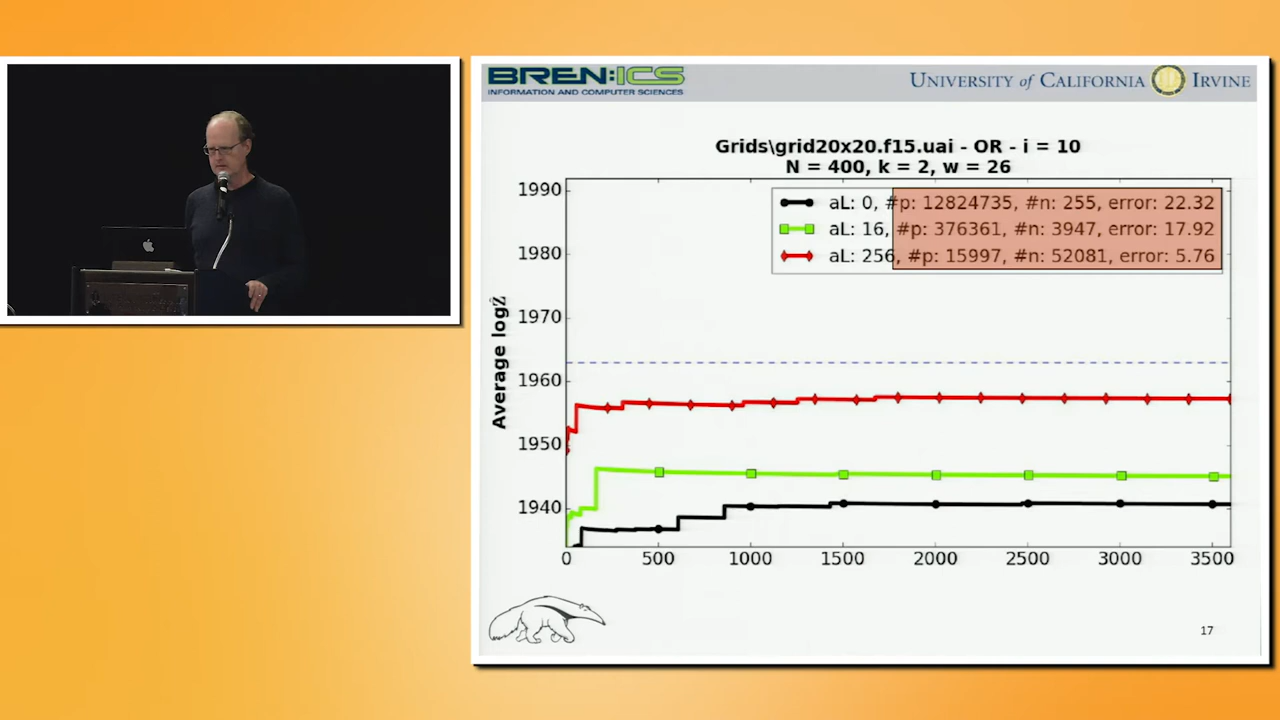 BREN:ICS
INFORMATION AND COMPUTER SCIENCES
UNIVERSITY of CALIFORNIA IRVINE
Grids\grid20x20.f15.uai - OR - i = 10
N = 400, k = 2, w = 26
aL: 0, #p: 12824735, #n: 255, error: 22.32
aL: 16, #p: 376361, #n: 3947, error: 17.92
aL: 256, #p: 15997, #n: 52081, error: 5.76
Average logẐ
1990
1980
1970
1960
1950
1940
0 500 1000 1500 2000 2500 3000 3500
17